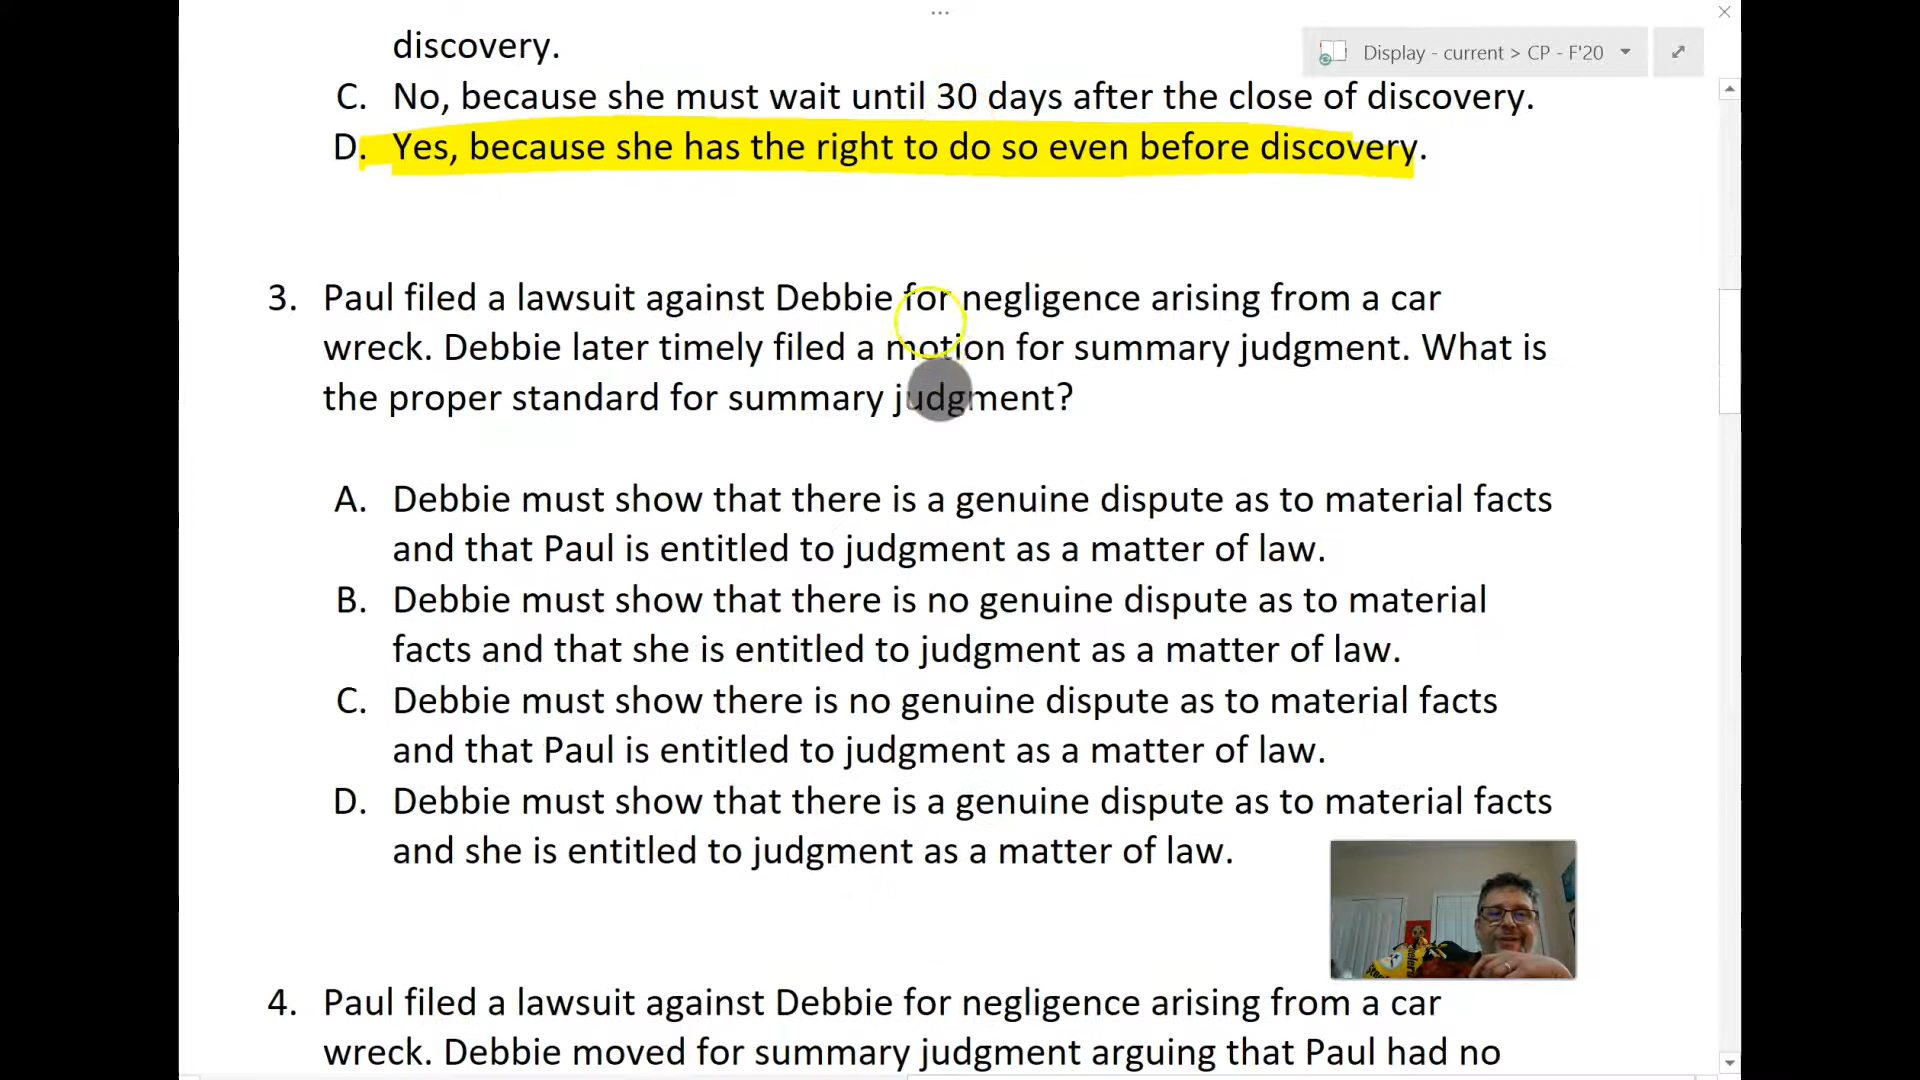 ...
discovery.
Display - current > CP - F'20
C. No, because she must wait until 30 days after the close of discovery.
D. Yes, because she has the right to do so even before discovery.
3. Paul filed a lawsuit against Debbie for negligence arising from a car
wreck. Debbie later timely filed a motion for summary judgment. What is
the proper standard for summary judgment?
A. Debbie must show that there is a genuine dispute as to material facts
and that Paul is entitled to judgment as a matter of law.
B. Debbie must show that there is no genuine dispute as to material
facts and that she is entitled to judgment as a matter of law.
C. Debbie must show there is no genuine dispute as to material facts
and that Paul is entitled to judgment as a matter of law.
D. Debbie must show that there is a genuine dispute as to material facts
and she is entitled to judgment as a matter of law.
4. Paul filed a lawsuit against Debbie for negligence arising from a car
wreck. Debbie moved for summary judgment arguing that Paul had no